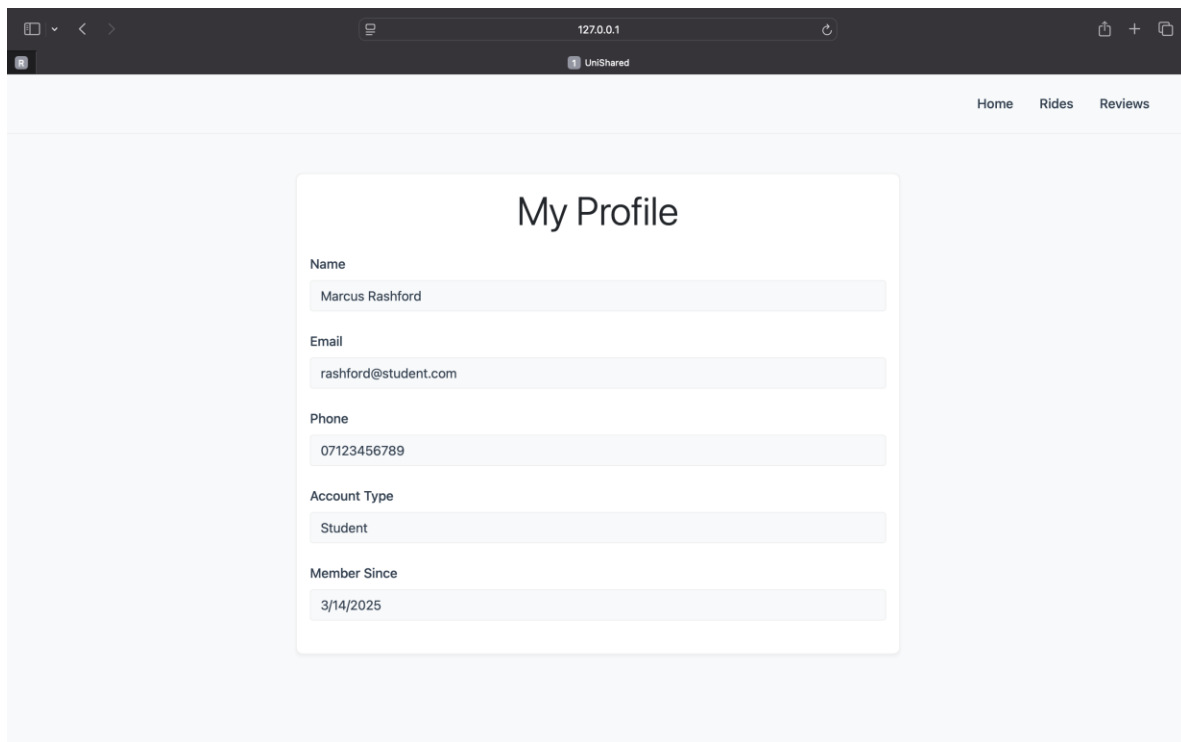 127.0.0.1
R
1 UniShared
Home Rides Reviews
My Profile
Name
Marcus Rashford
Email
rashford@student.com
Phone
07123456789
Account Type
Student
Member Since
3/14/2025